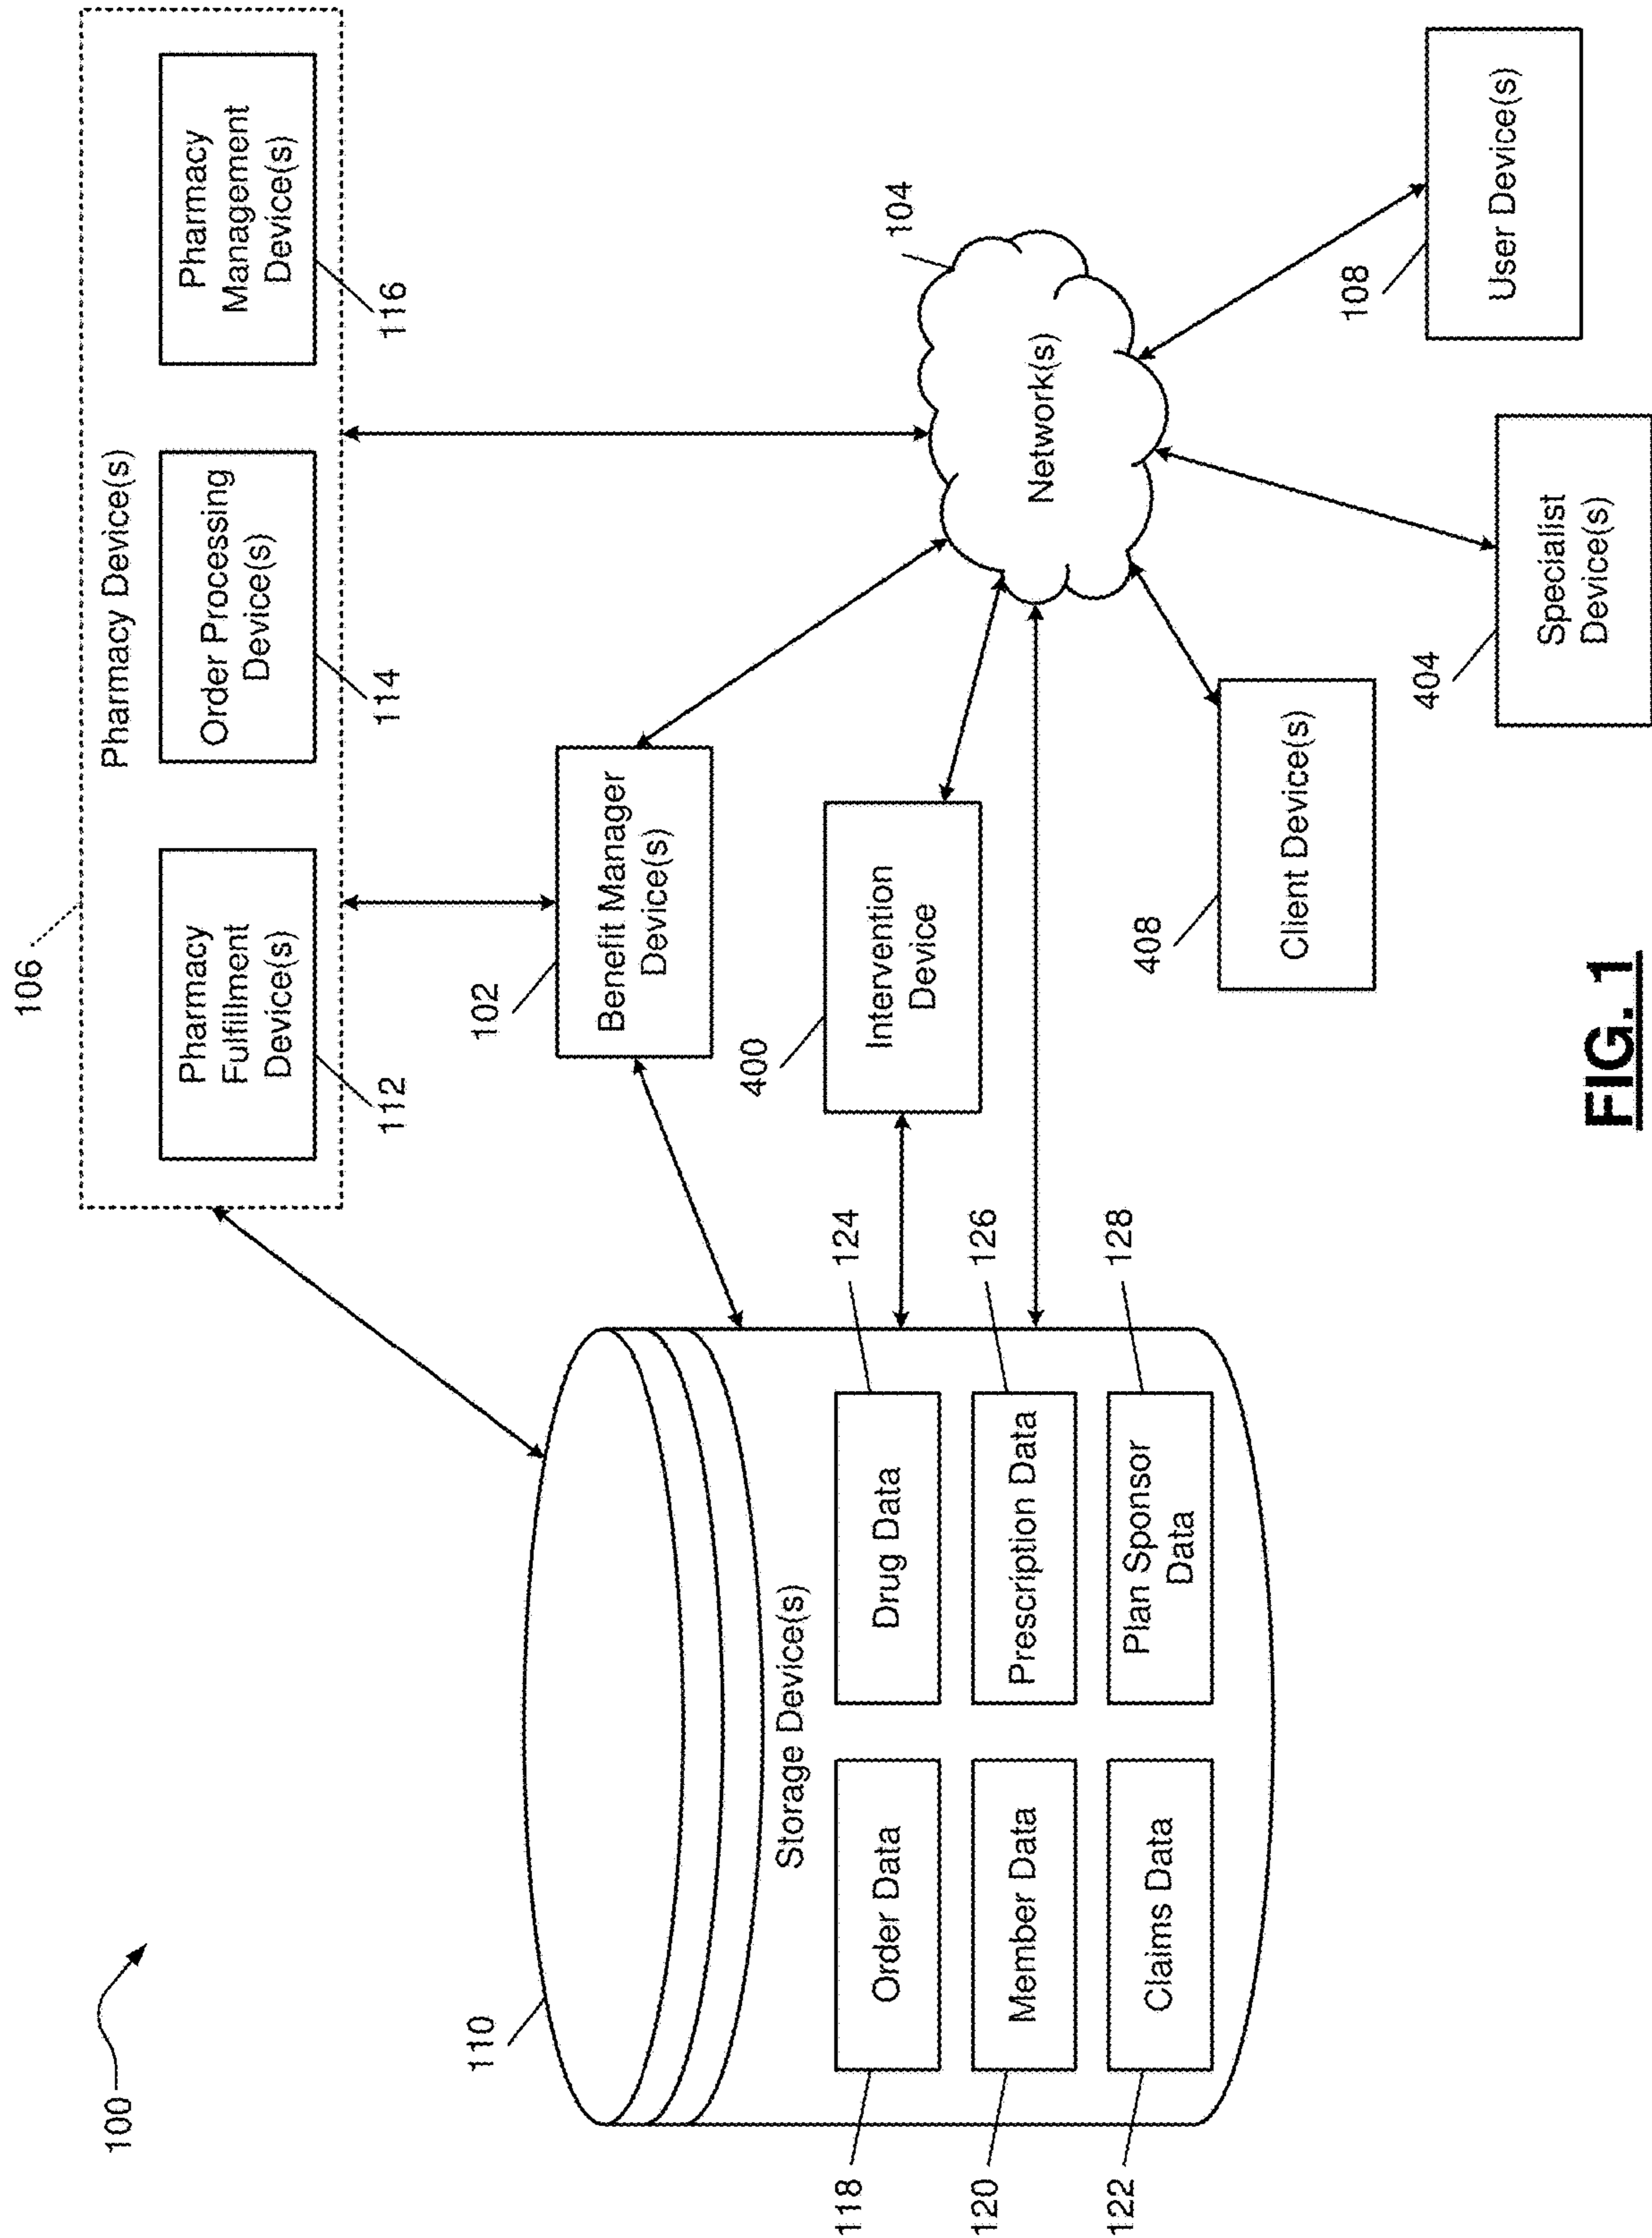 100
106
Pharmacy Device(s)
Pharmacy
Fulfillment
Device(s)
112
Order Processing
Device(s)
114
Pharmacy
Management
Device(s)
116
110
Storage Device(s)
Order Data
118
Drug Data
124
Member Data
120
Prescription Data
126
Claims Data
122
Plan Sponsor
Data
128
102
Benefit Manager
Device(s)
400
Intervention
Device
104
Network(s)
408
Client Device(s)
404
Specialist
Device(s)
108
User Device(s)
FIG. 1